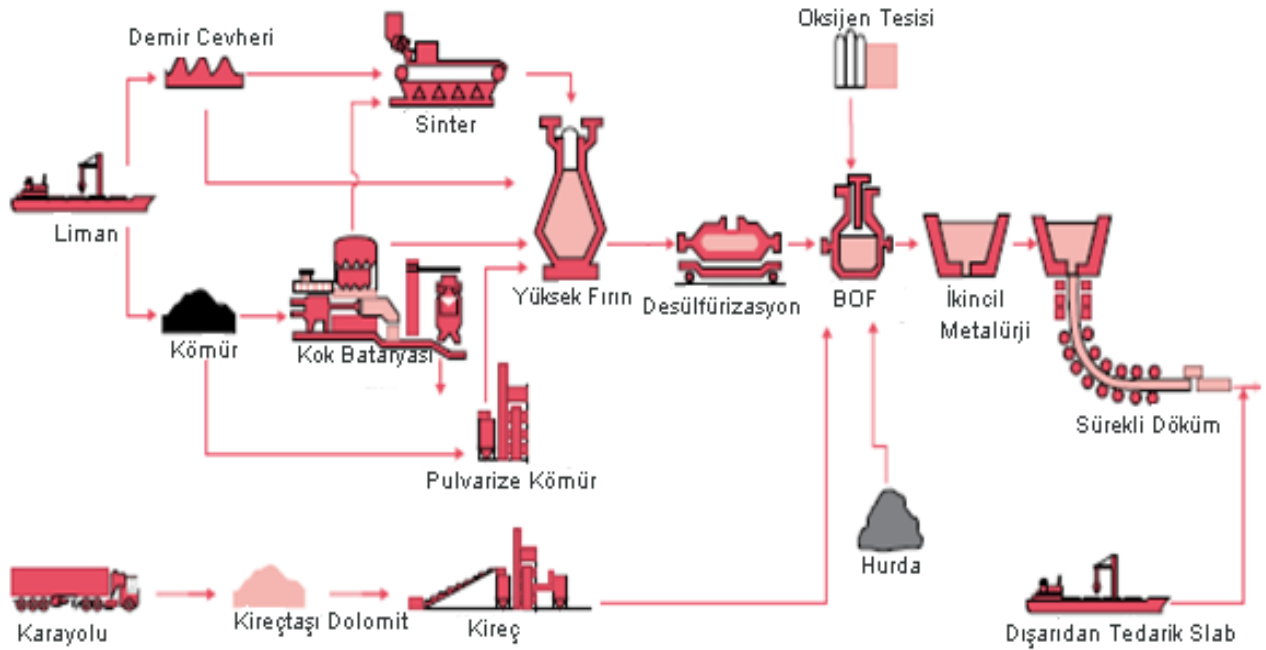 Oksijen Tesisi
Demir Cevheri
Sinter
Liman
Yüksek Fırın
Desülfürizasyon
BOF
İkincil
Metalürji
Kömür
Kok Bataryası
Sürekli Döküm
Pulvarize Kömür
Hurda
Karayolu
Kireçtaşı Dolomit
Kireç
Dışarıdan Tedarik Slab